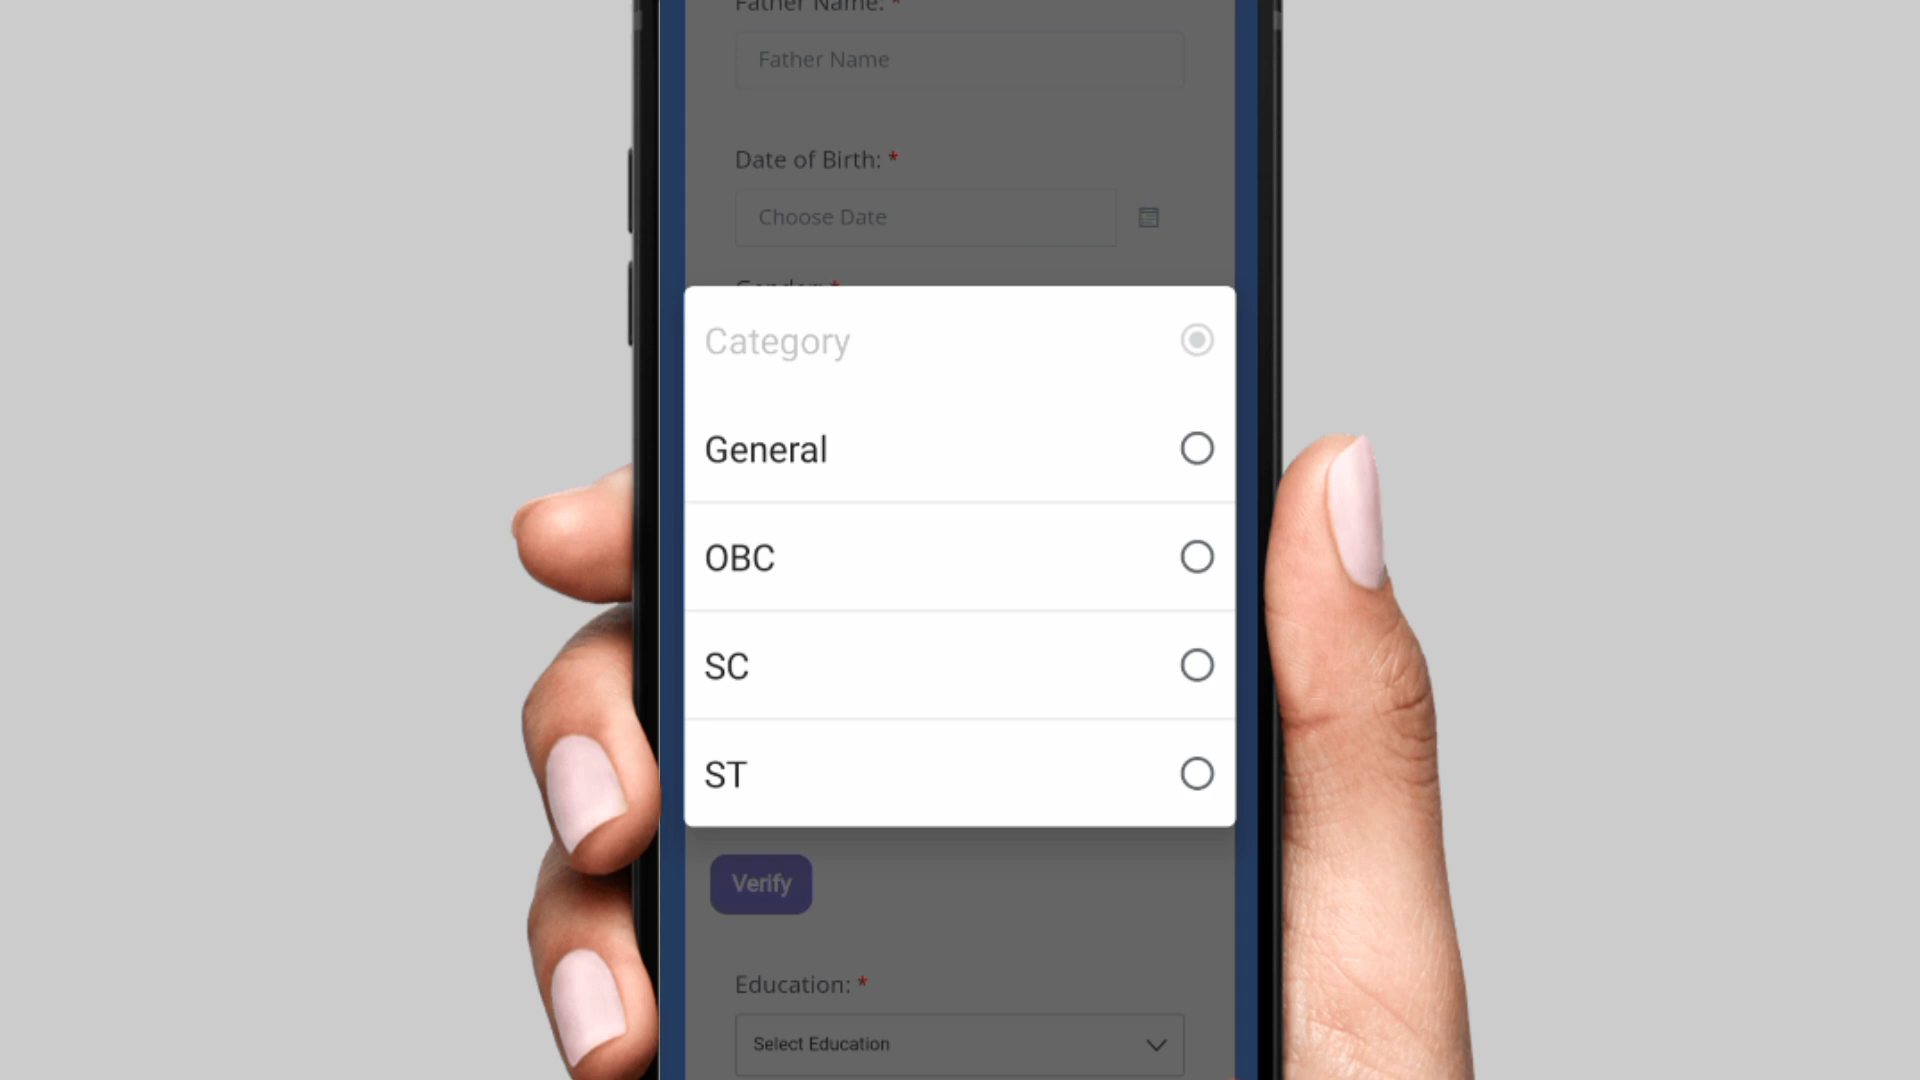 Father Name: *
Father Name
Date of Birth: *
Choose Date
Gender: *
Category
General
OBC
SC
ST
Verify
Education: *
Select Education